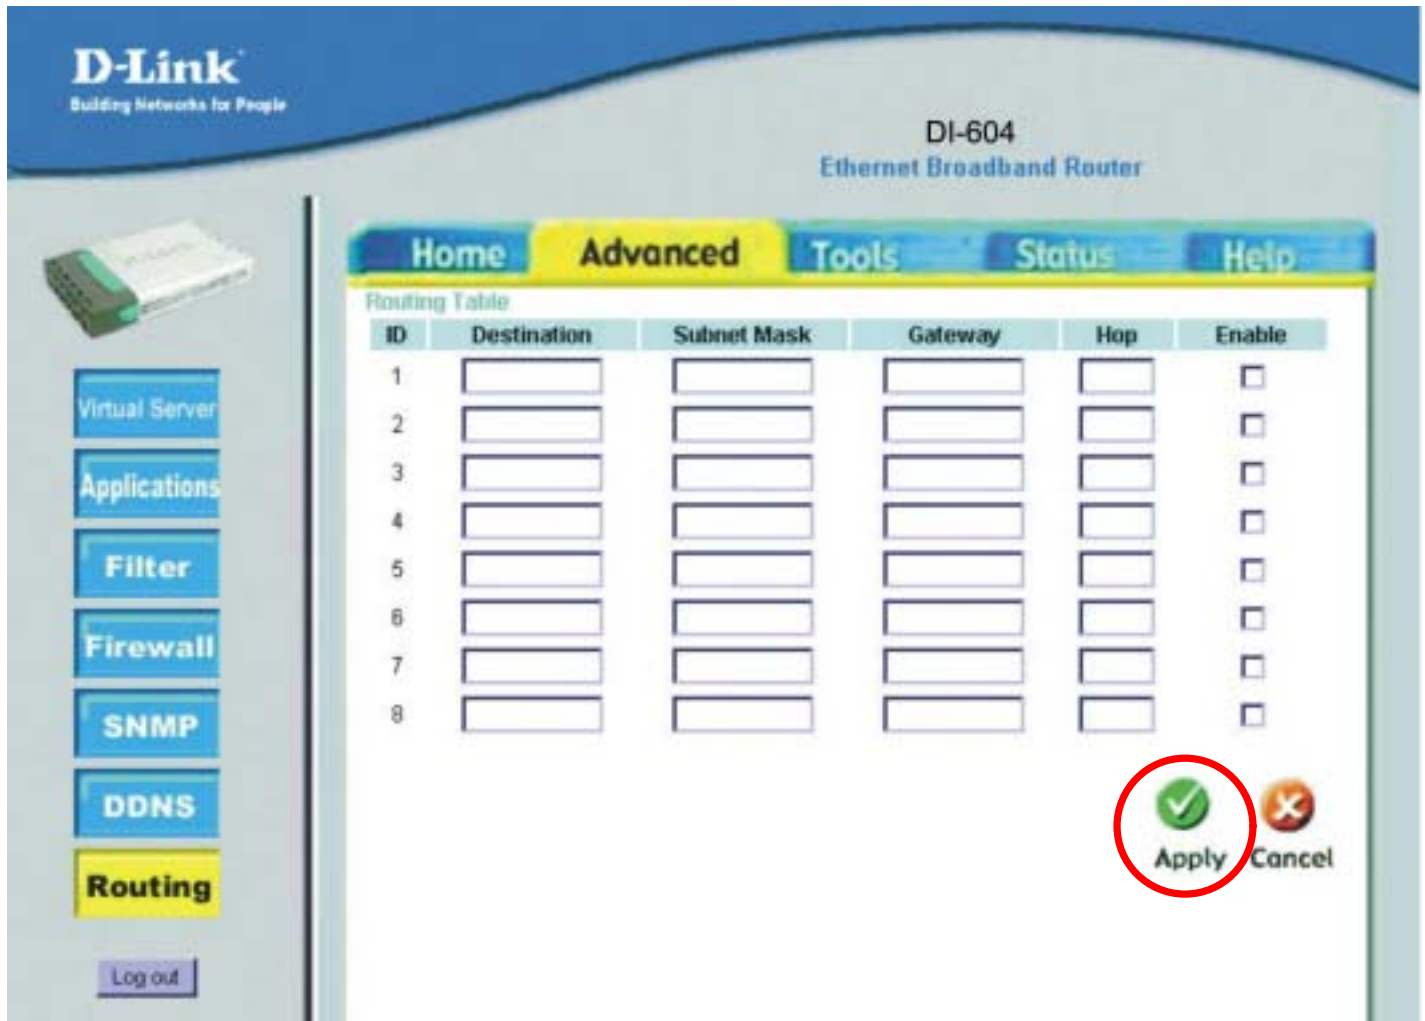 D-Link
Building Networks for People
DI-604
Ethernet Broadband Router
Home Advanced Tools Status Help
Routing Table
ID Destination Subnet Mask Gateway Hop Enable
1
2
3
4
5
6
7
8
Virtual Server
Applications
Filter
Firewall
SNMP
DDNS
Routing
Log out
Apply Cancel